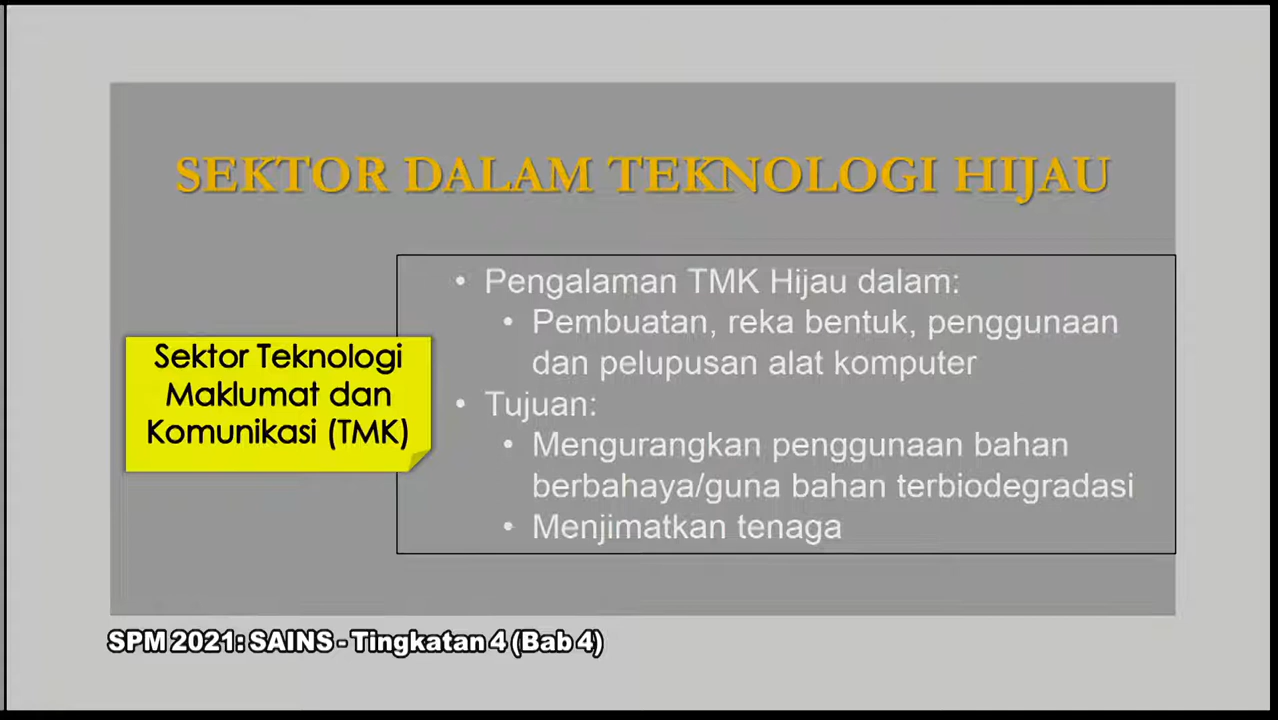 SEKTOR DALAM TEKNOLOGI HIJAU
Sektor Teknologi
Maklumat dan
Komunikasi (TMK)
• Pengalaman TMK Hijau dalam:
• Pembuatan, reka bentuk, penggunaan
dan pelupusan alat komputer
• Tujuan:
• Mengurangkan penggunaan bahan
berbahaya/guna bahan terbiodegradasi
• Menjimatkan tenaga
SPM 2021: SAINS - Tingkatan 4 (Bab 4)